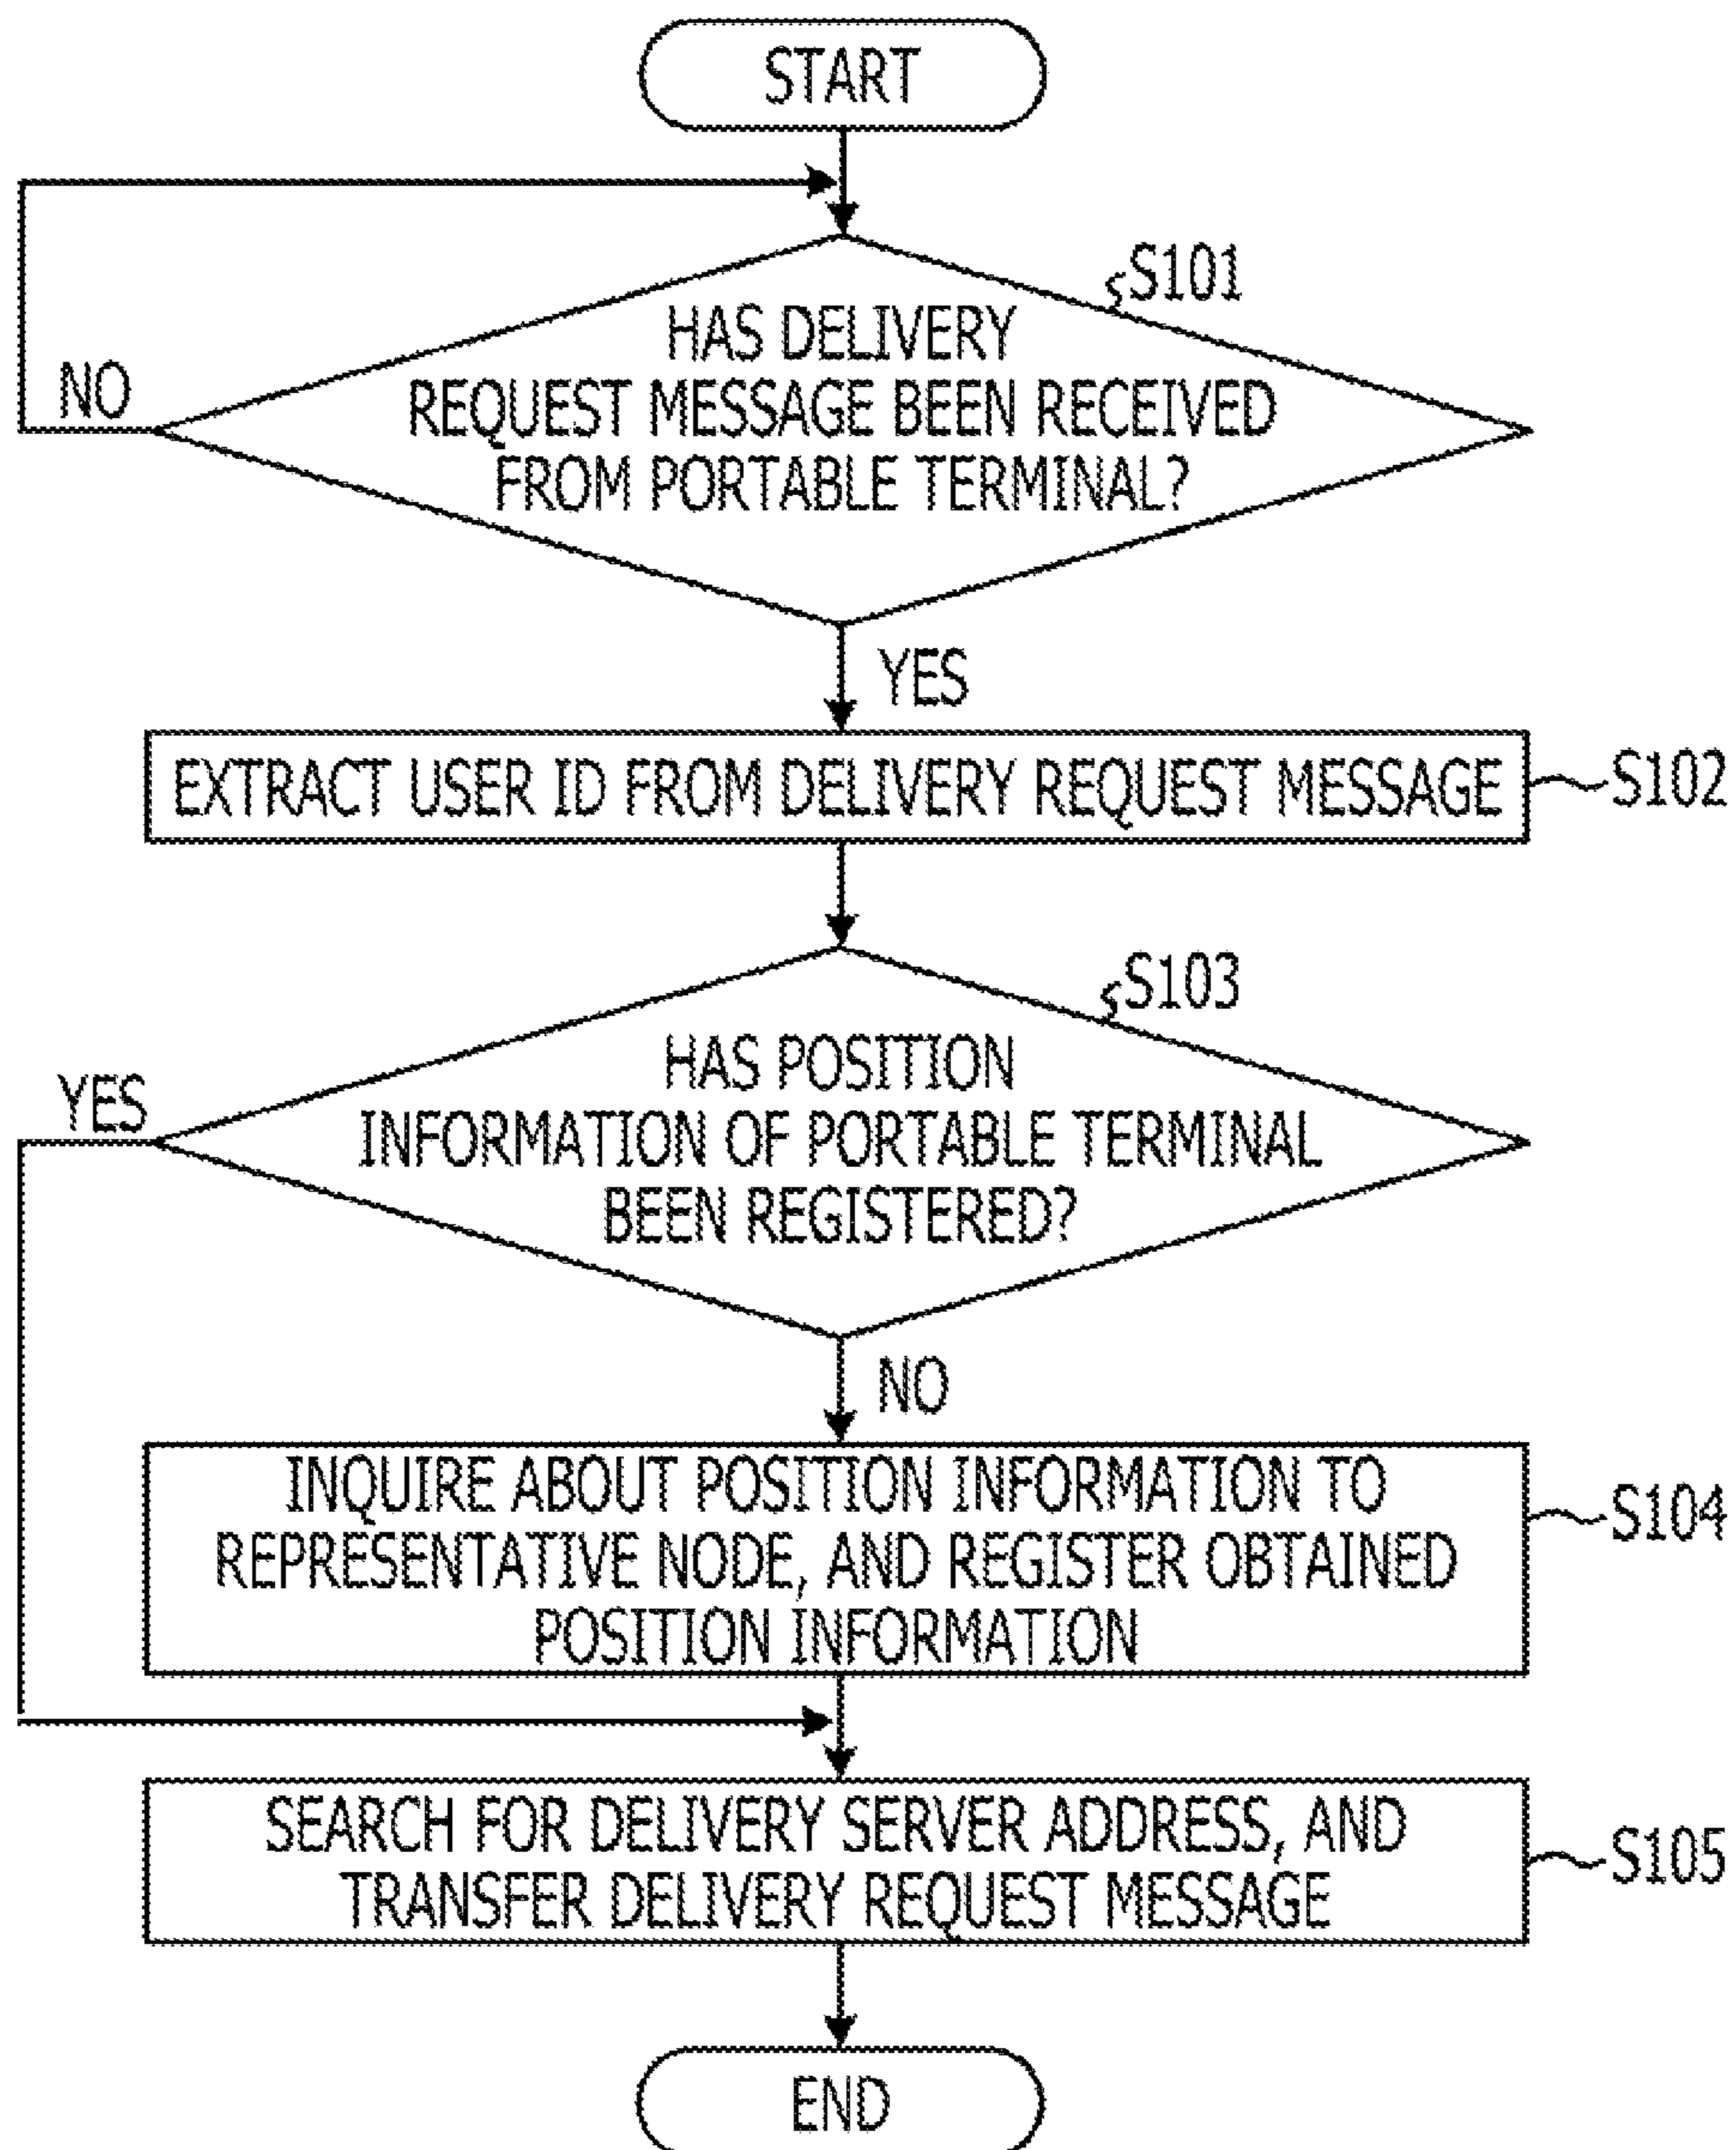 START
S101
HAS DELIVERY
NO
REQUEST MESSAGE BEEN RECEIVED
FROM PORTABLE TERMINAL?
YES
EXTRACT USER ID FROM DELIVERY REQUEST MESSAGE
S102
S103
HAS POSITION
YES
INFORMATION OF PORTABLE TERMINAL
BEEN REGISTERED?
NO
INQUIRE ABOUT POSITION INFORMATION TO
REPRESENTATIVE NODE, AND REGISTER OBTAINED
POSITION INFORMATION
S104
SEARCH FOR DELIVERY SERVER ADDRESS, AND
TRANSFER DELIVERY REQUEST MESSAGE
S105
END